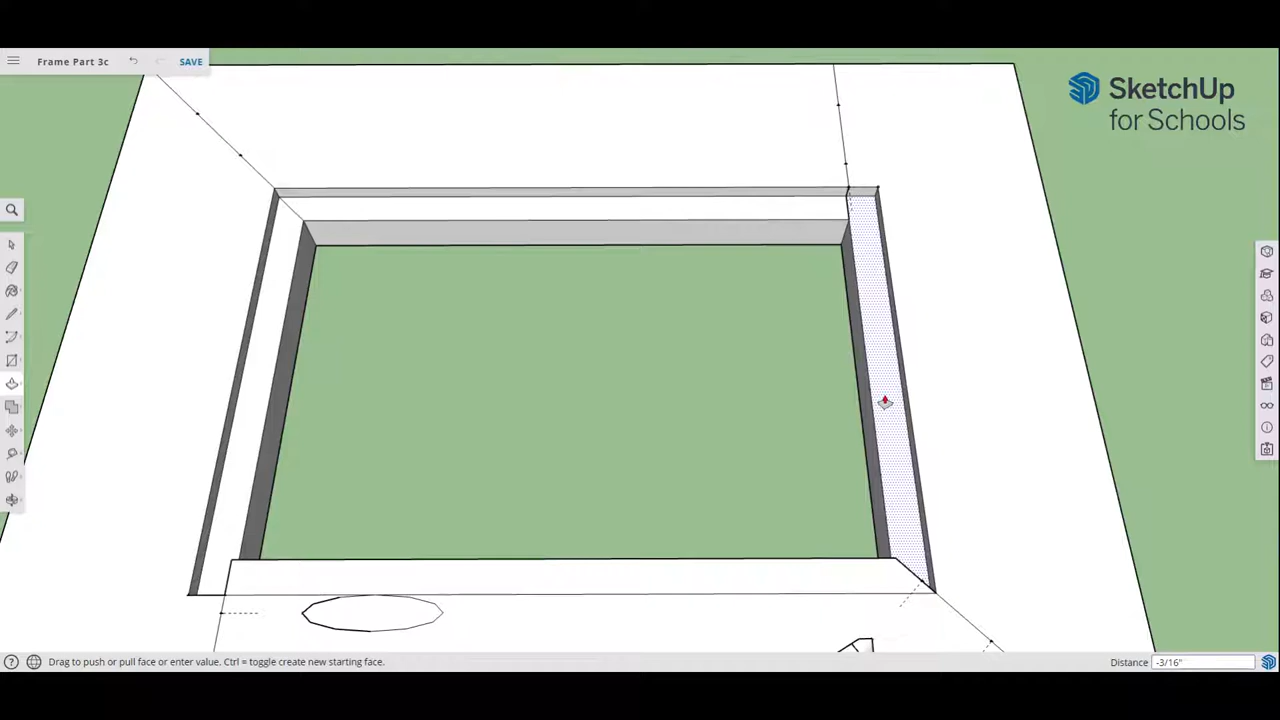 Frame Part 3c
SAVE
SketchUp
for Schools
Drag to push or pull face or enter value. Ctrl = toggle create new starting face.
Distance -3/16"